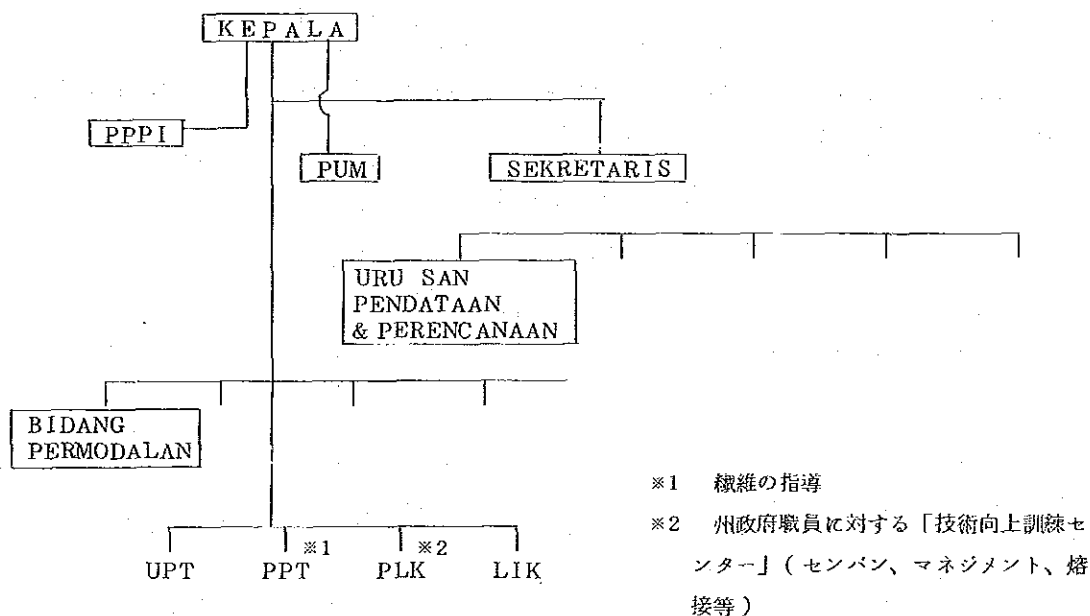 KEPALA
PPPI
PUM
SEKRETARIS
URU SAN
PENDATAAN
& PERENCANAAN
BIDANG
PERMODALAN
※1 繊維の指導
※2 州政府職員に対する「技術向上訓練セ
ンター」(センバン、マネジメント、熔
接等)
※1
※2
UPT
PPT
PLK
LIK